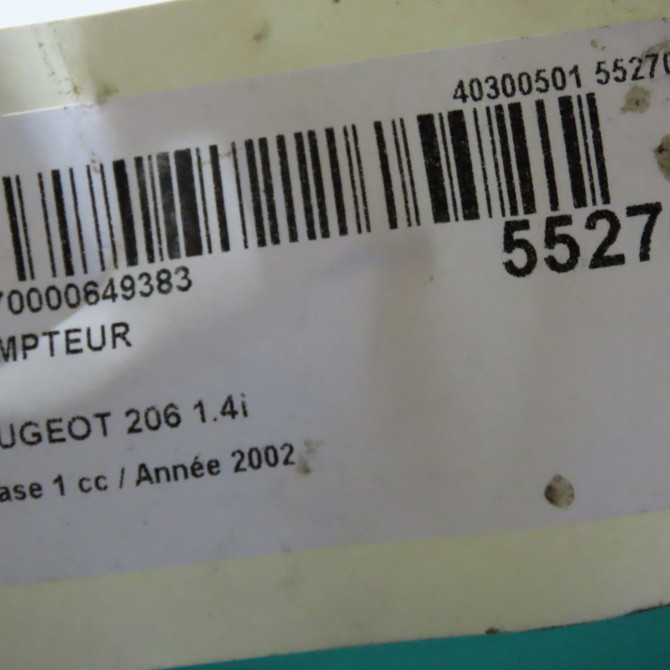 40300501 55270
5527
70000649383
MPTEUR
UGEOT 206 1.4i
ase 1 cc / Année 2002